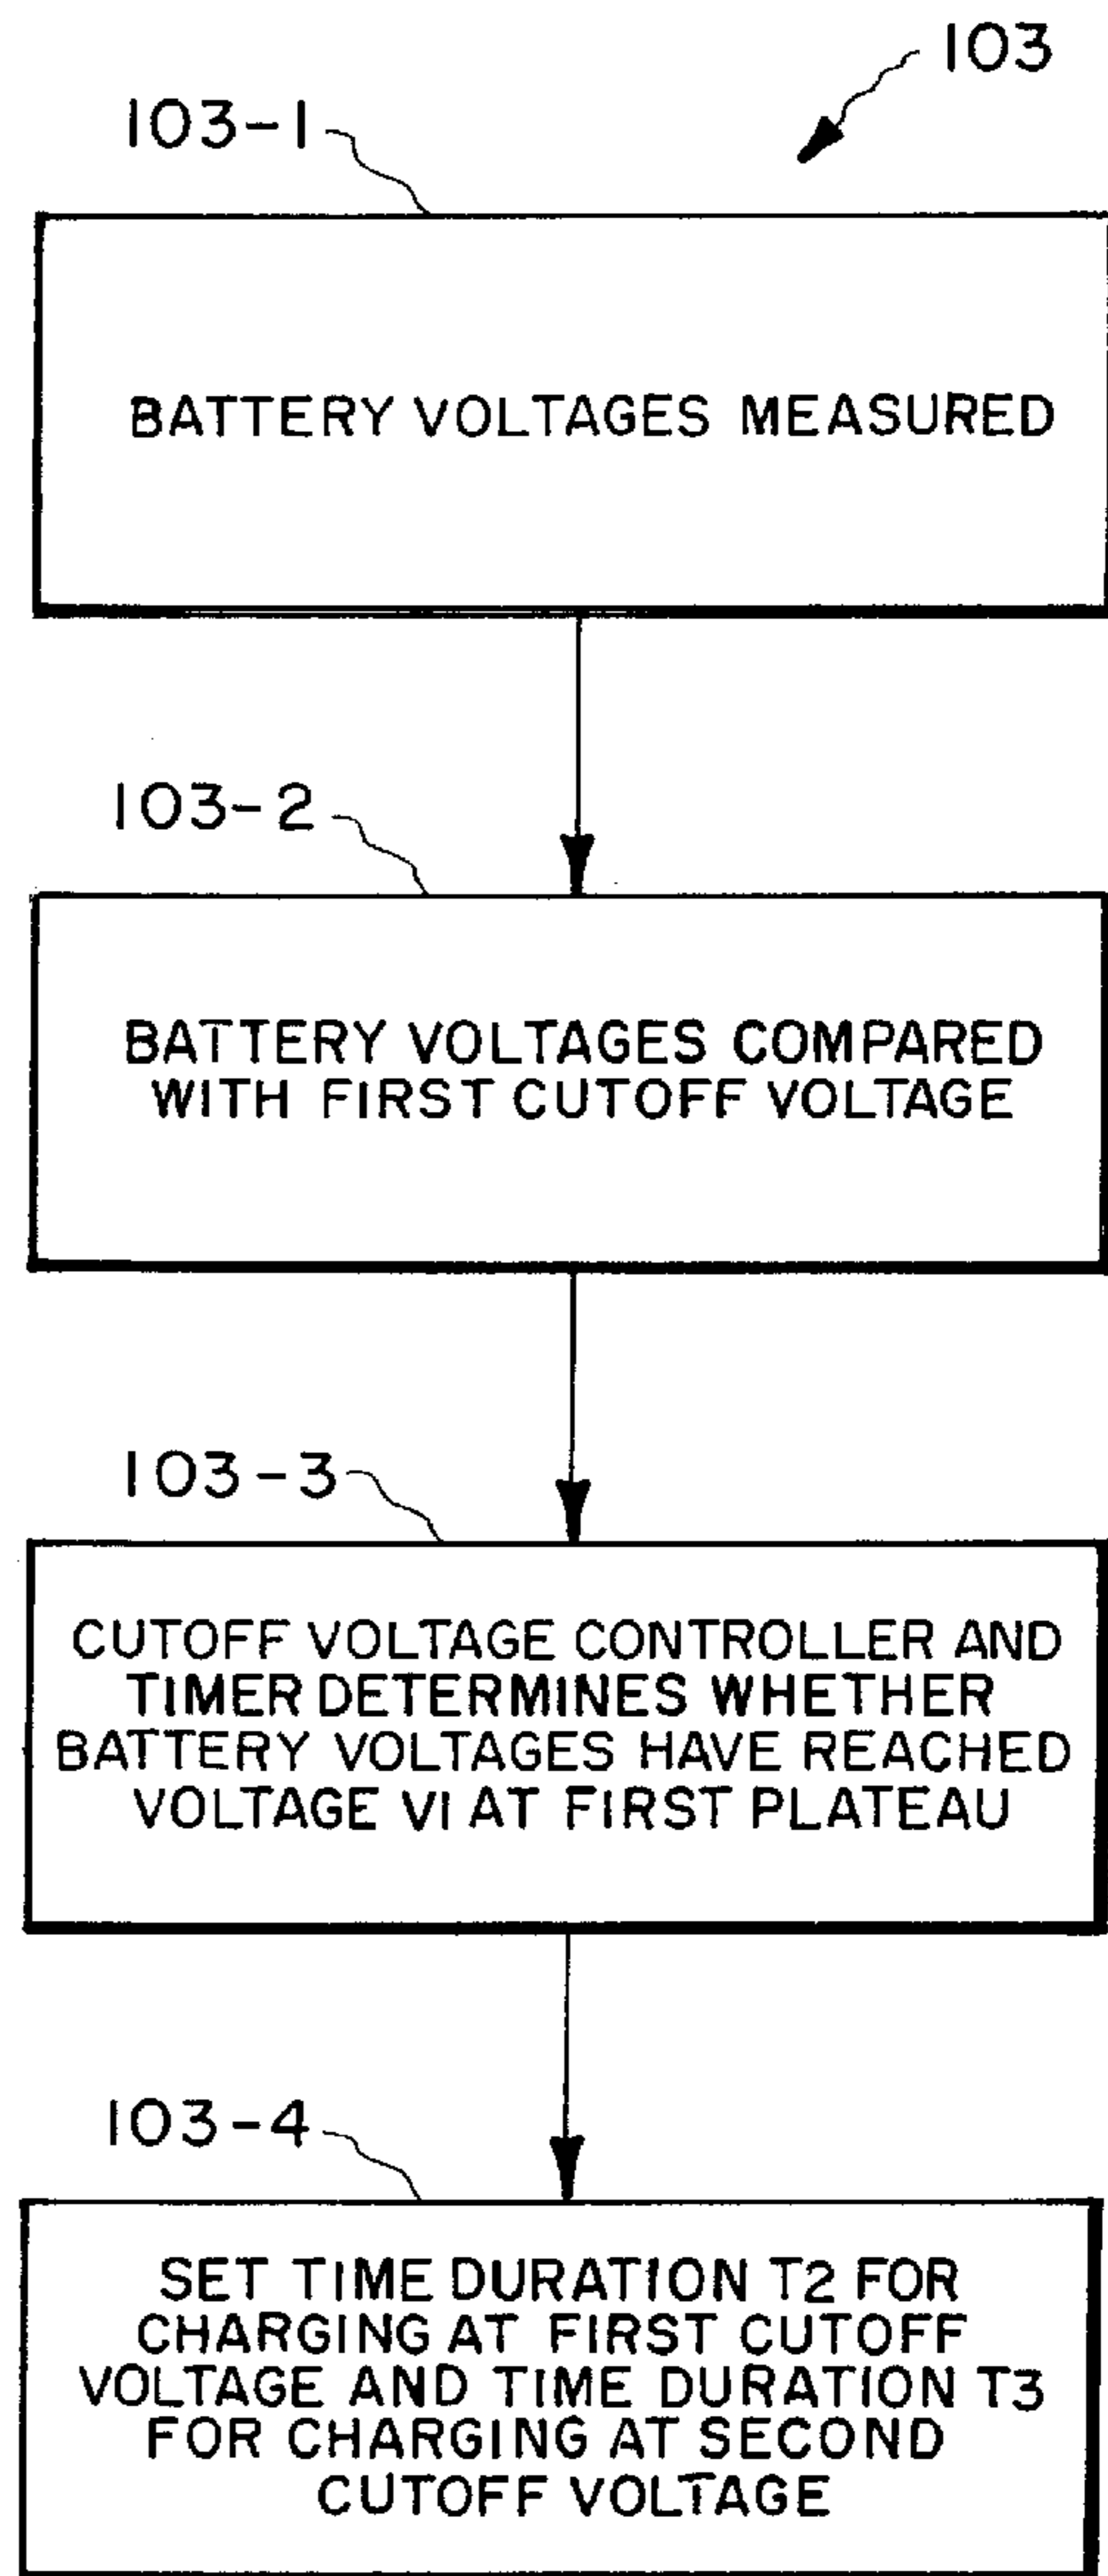 103
103-1
BATTERY VOLTAGES MEASURED
103-2
BATTERY VOLTAGES COMPARED
WITH FIRST CUTOFF VOLTAGE
103-3
CUTOFF VOLTAGE CONTROLLER AND
TIMER DETERMINES WHETHER
BATTERY VOLTAGES HAVE REACHED
VOLTAGE V1 AT FIRST PLATEAU
103-4
SET TIME DURATION T2 FOR
CHARGING AT FIRST CUTOFF
VOLTAGE AND TIME DURATION T3
FOR CHARGING AT SECOND
CUTOFF VOLTAGE